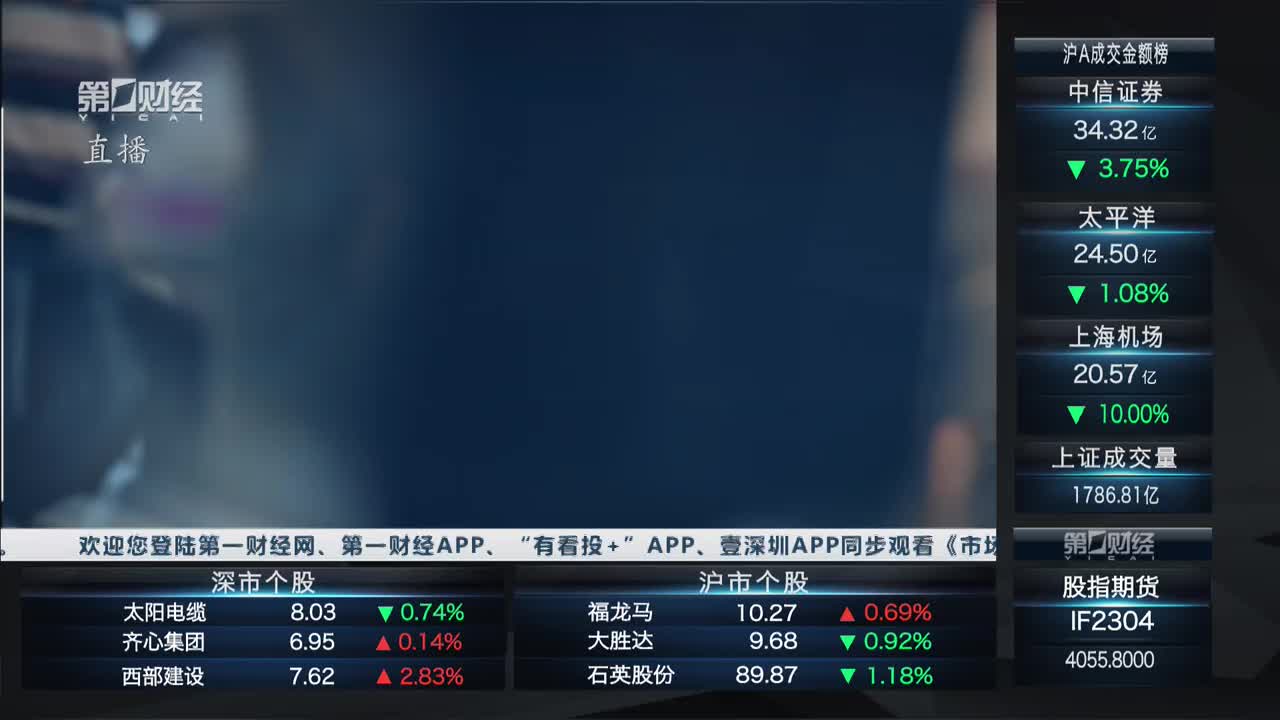 第一财经
YICAI
直播
欢迎您登陆第一财经网、第一财经APP、“有看投+”APP、壹深圳APP同步观看《市场
深市个股
太阳电缆 8.03 ▼0.74%
齐心集团 6.95 ▲0.14%
西部建设 7.62 ▲2.83%
沪市个股
福龙马 10.27 ▲0.69%
大胜达 9.68 ▼0.92%
石英股份 89.87 ▼1.18%
沪A成交金额榜
中信证券
34.32亿
▼ 3.75%
太平洋
24.50亿
▼ 1.08%
上海机场
20.57亿
▼ 10.00%
上证成交量
1786.81亿
第一财经
YICAI
股指期货
IF2304
4055.8000